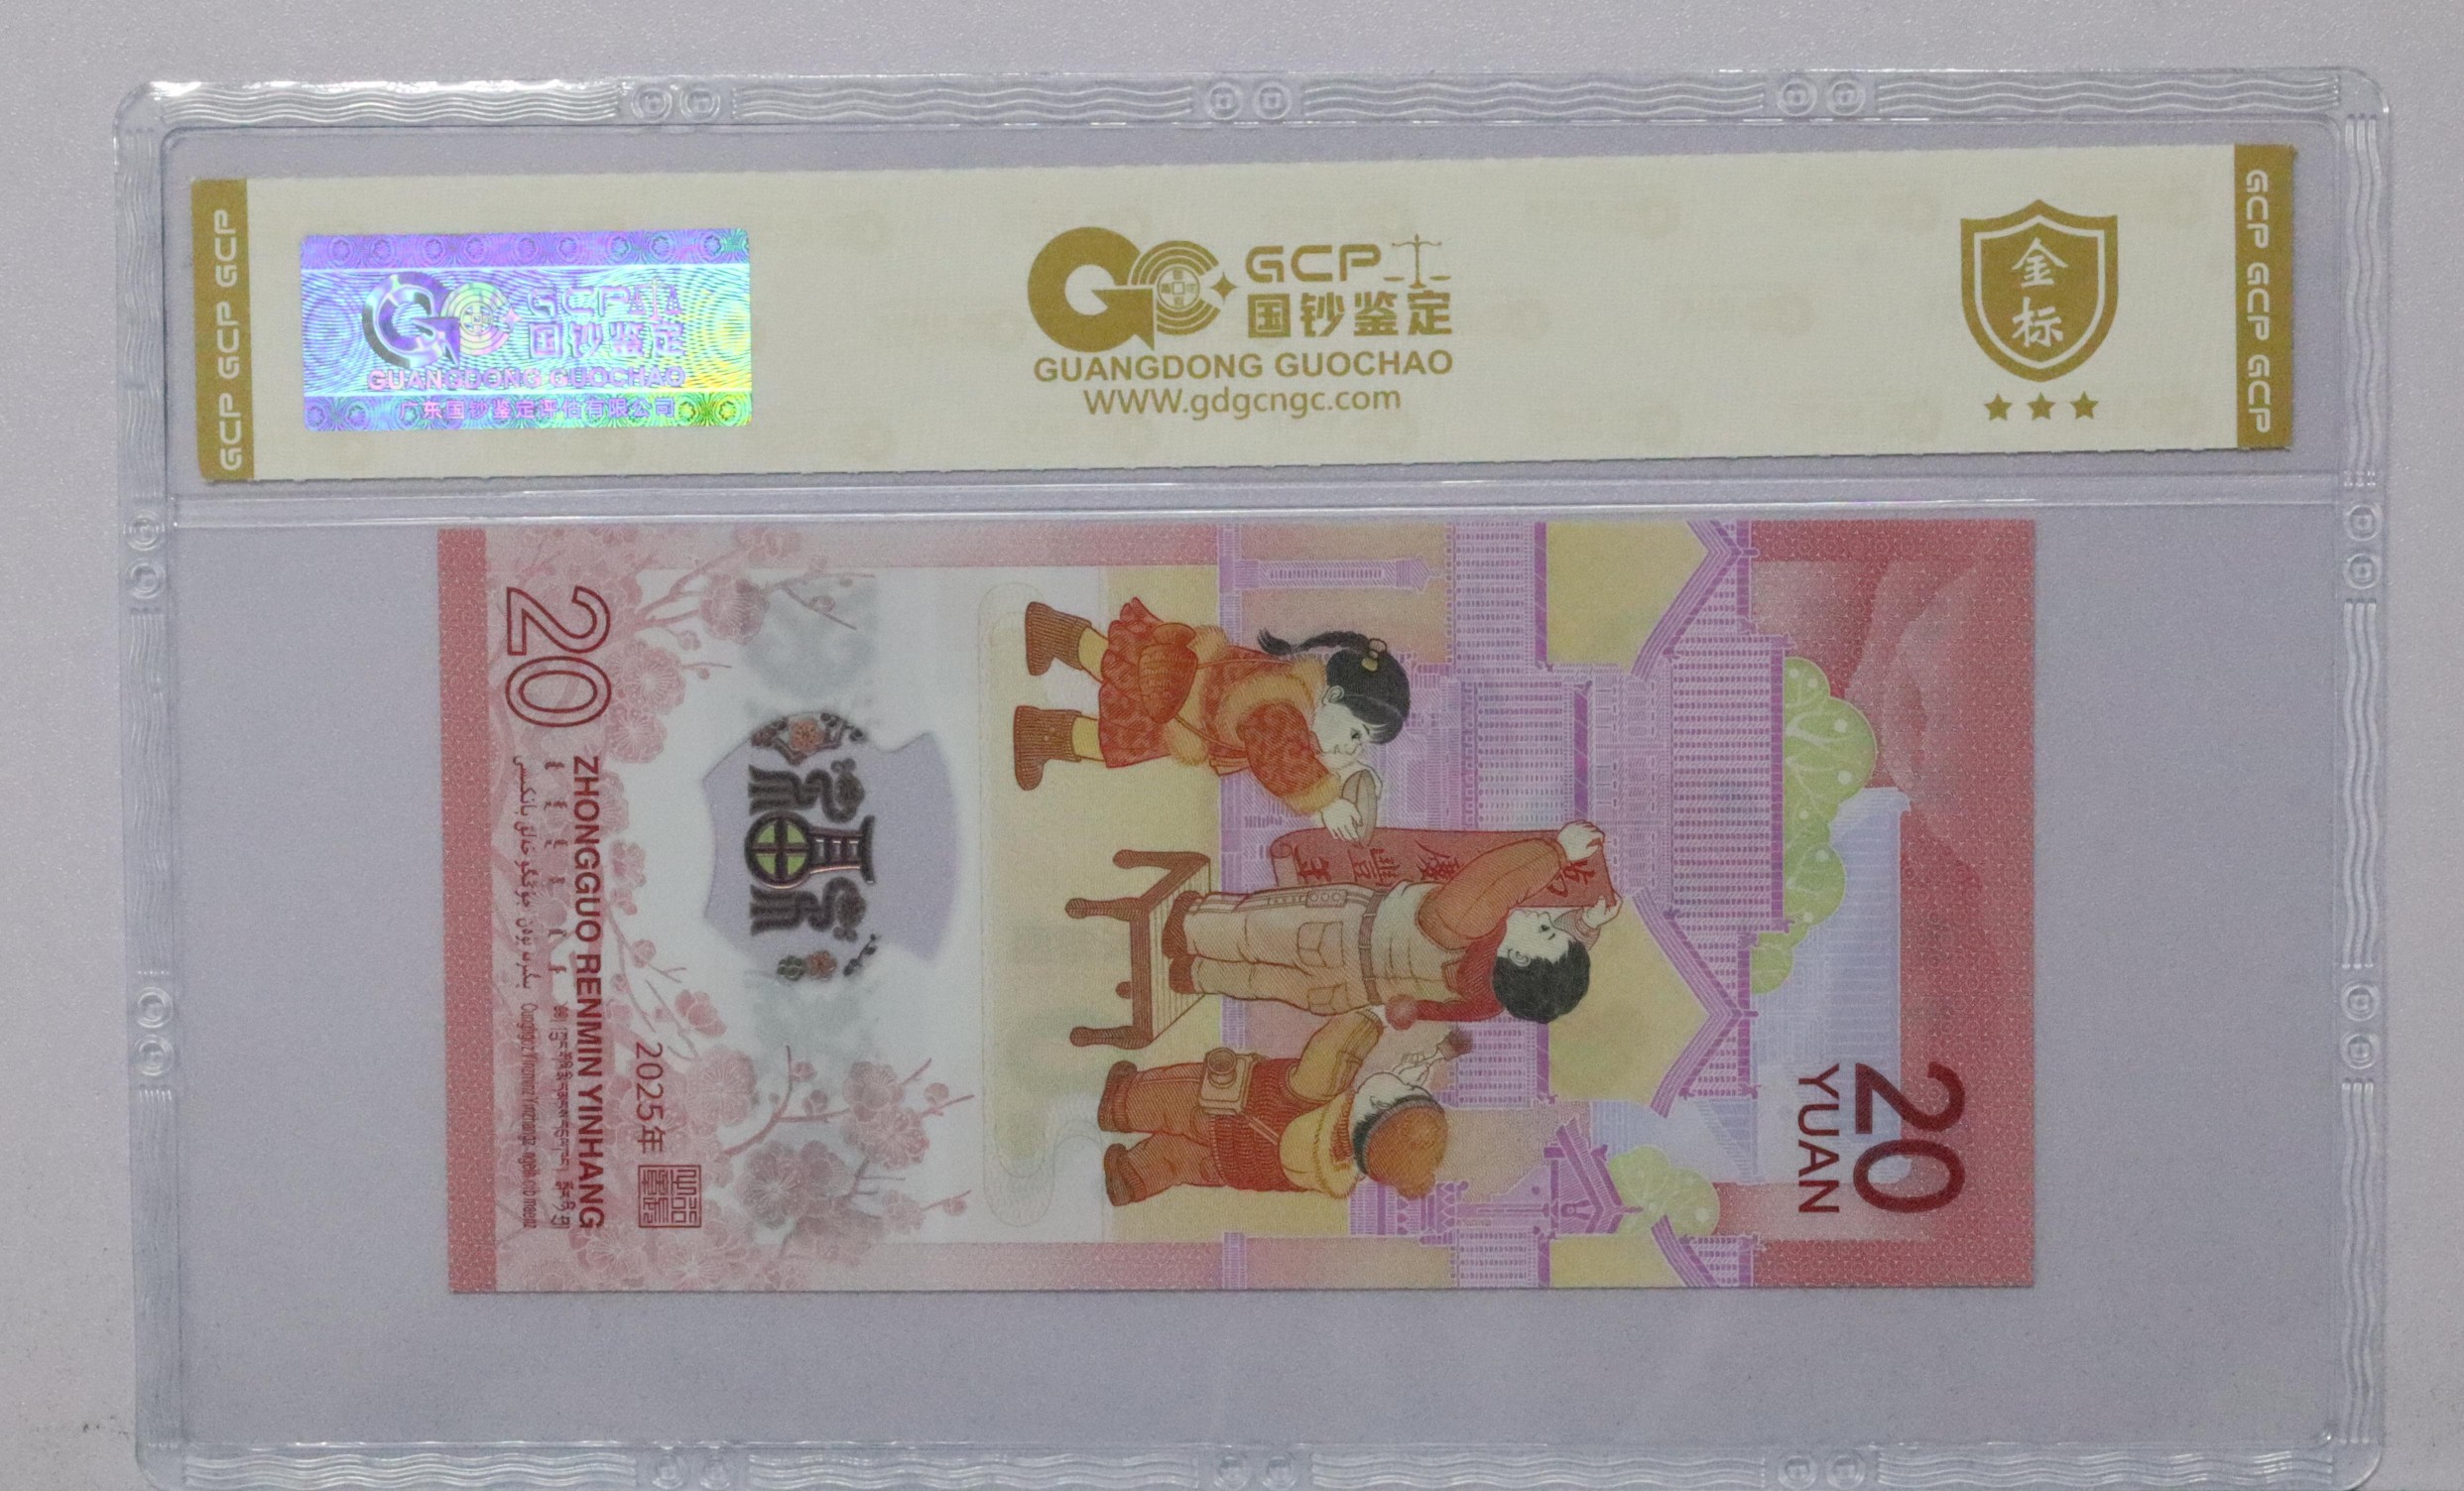 GCP GCP GCP
GCP
国钞鉴定
GUANGDONG GUOCHAO
广东国钞鉴定评估有限公司
GCP
国钞鉴定
GUANGDONG GUOCHAO
www.gdgcngc.com
金标
GCP GCP GCP
20
YUAN
2025年
ZHONGGUO RENMIN YINHANG
20